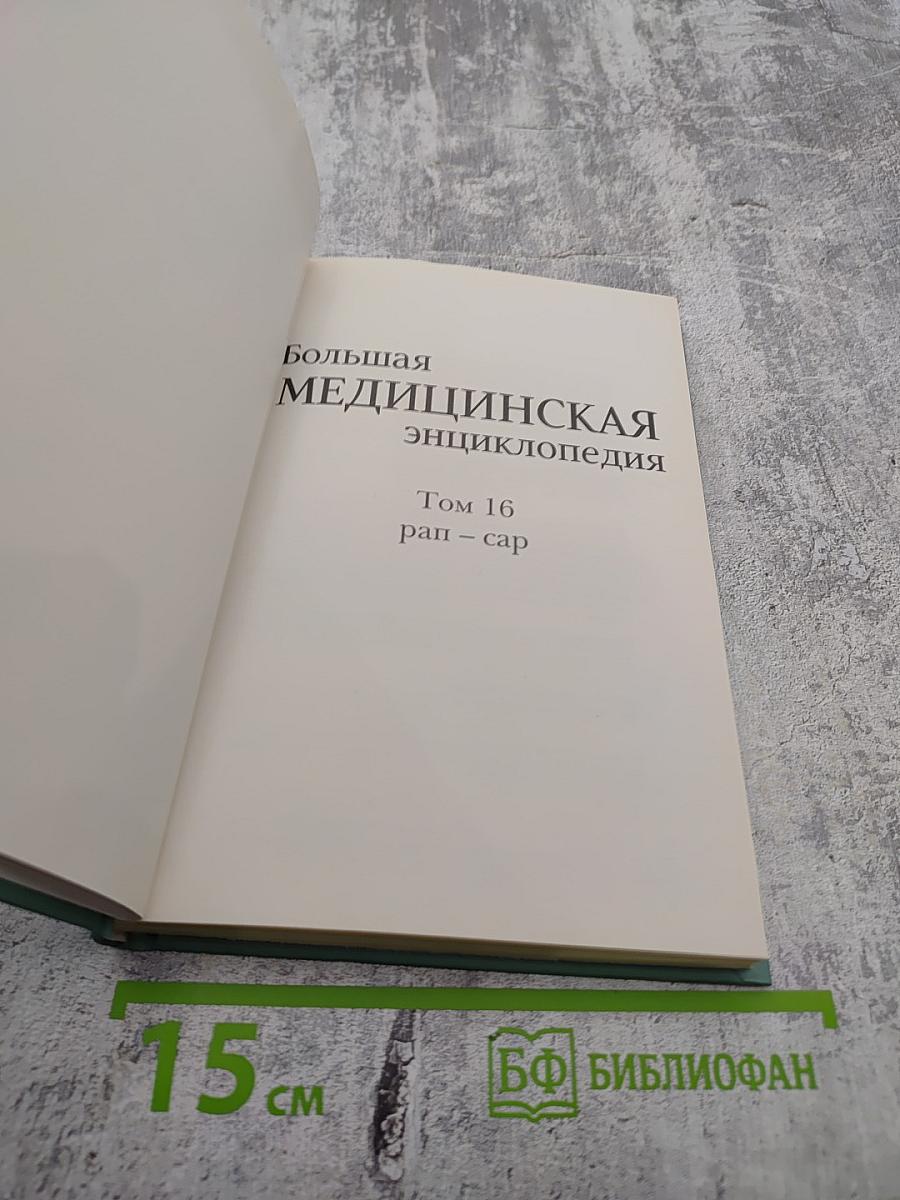 Большая
МЕДИЦИНСКАЯ
энциклопедия
Том 16
рап – сар
15 см
БФ БИБЛИОФАН